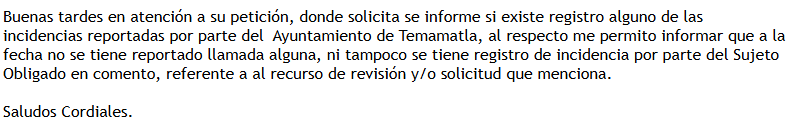 Buenas tardes en atención a su petición, donde solicita se informe si existe registro alguno de las
incidencias reportadas por parte del  Ayuntamiento de Temamatla, al respecto me permito informar que a la
fecha no se tiene reportado llamada alguna, ni tampoco se tiene registro de incidencia por parte del Sujeto
Obligado en comento, referente a al recurso de revisión y/o solicitud que menciona.

Saludos Cordiales.